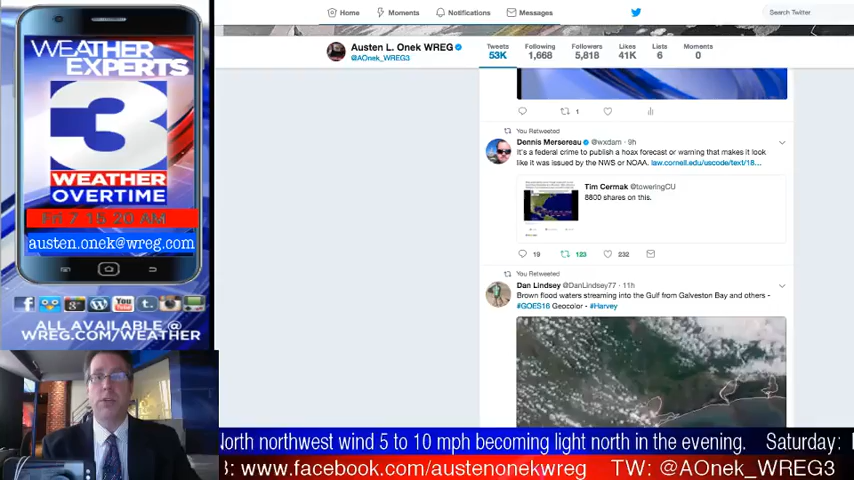 WEATHER
EXPERTS
3
WEATHER
OVERTIME
Fri 7 15 20 AM
austen.onek@wreg.com
ALL AVAILABLE @
WREG.COM/WEATHER
Home
Moments
Notifications
Messages
Search Twitter
Austen L. Onek WREG
@AOnek_WREG3
Tweets
53K
Following
1,668
Followers
5,818
Likes
41K
Lists
6
Moments
0
1
You Retweeted
Dennis Mersereau @wxdam · 9h
It's a federal crime to publish a hoax forecast or warning that makes it look
like it was issued by the NWS or NOAA. law.cornell.edu/uscode/text/18...
Tim Cermak @toweringCU
8800 shares on this.
19 123 232
You Retweeted
Dan Lindsey @DanLindsey77 · 11h
Brown flood waters streaming into the Gulf from Galveston Bay and others -
#GOES16 Geocolor - #Harvey
North northwest wind 5 to 10 mph becoming light north in the evening. Saturday:
: www.facebook.com/austenonekwreg TW: @AOnek_WREG3